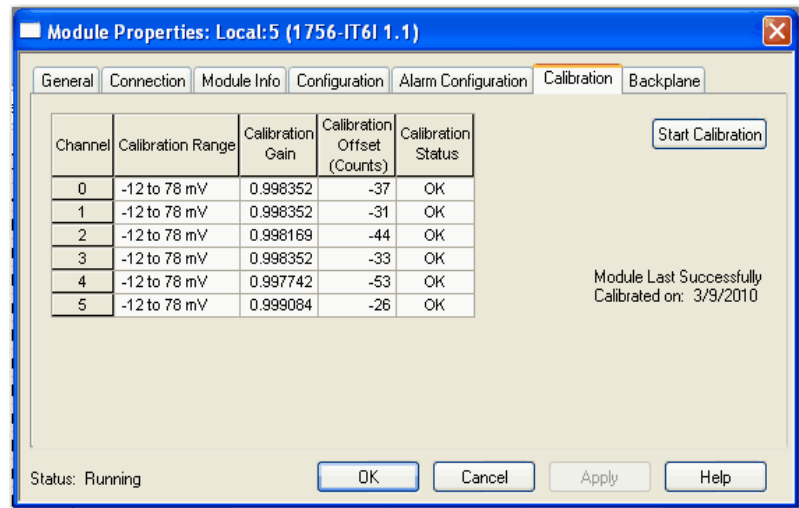 Module Properties: Local:5 (1756-IT6I 1.1)
General Connection Module Info Configuration Alarm Configuration Calibration Backplane
Channel Calibration Range Calibration Gain Calibration Offset (Counts) Calibration Status
0 -12 to 78 mV 0.998352 -37 OK
1 -12 to 78 mV 0.998352 -31 OK
2 -12 to 78 mV 0.998169 -44 OK
3 -12 to 78 mV 0.998352 -33 OK
4 -12 to 78 mV 0.997742 -53 OK
5 -12 to 78 mV 0.999084 -26 OK
Start Calibration
Module Last Successfully
Calibrated on: 3/9/2010
Status: Running
OK Cancel Apply Help